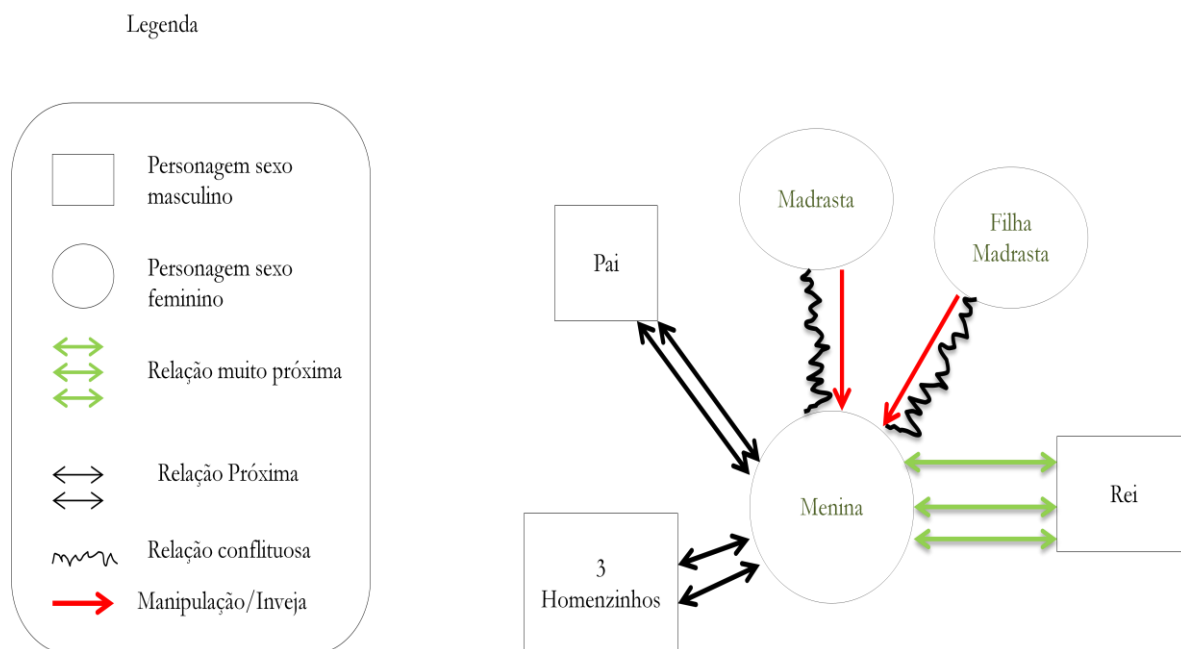 Legenda
Personagem sexo
masculino
Personagem sexo
feminino
Relação muito próxima
Relação Próxima
Relação conflituosa
Manipulação/Inveja
Madrasta
Filha
Madrasta
Pai
Menina
Rei
3
Homenzinhos